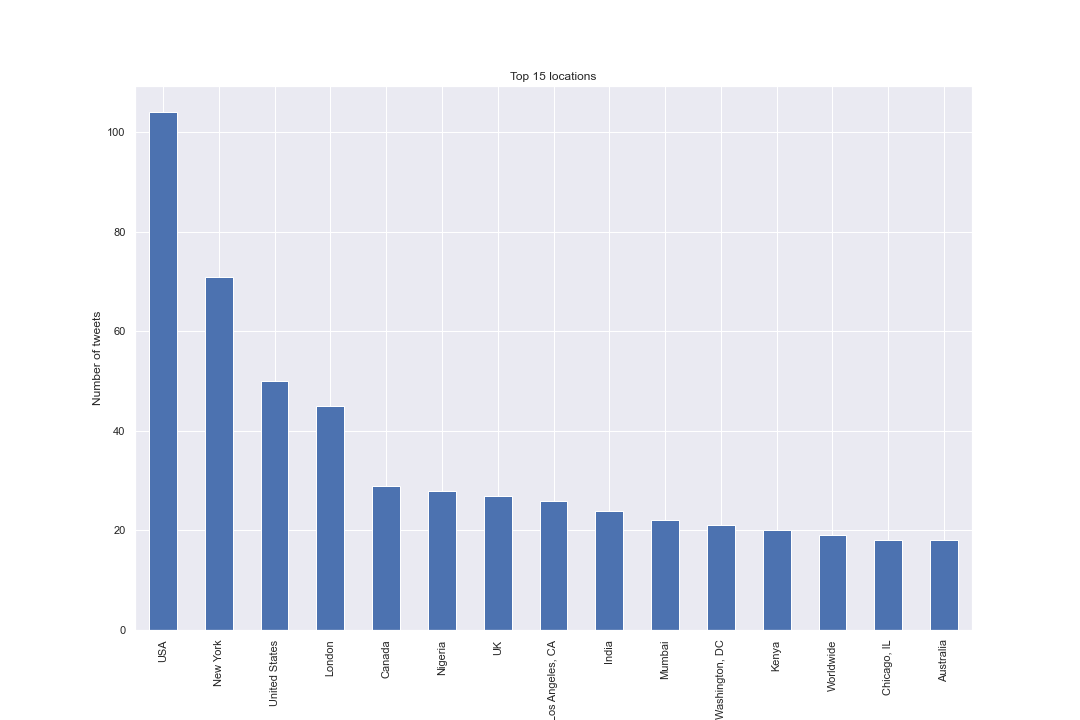 Top 15 locations
Number of tweets
100
80
60
40
20
0
USA
New York
United States
London
Canada
Nigeria
UK
Los Angeles, CA
India
Mumbai
Washington, DC
Kenya
Worldwide
Chicago, IL
Australia